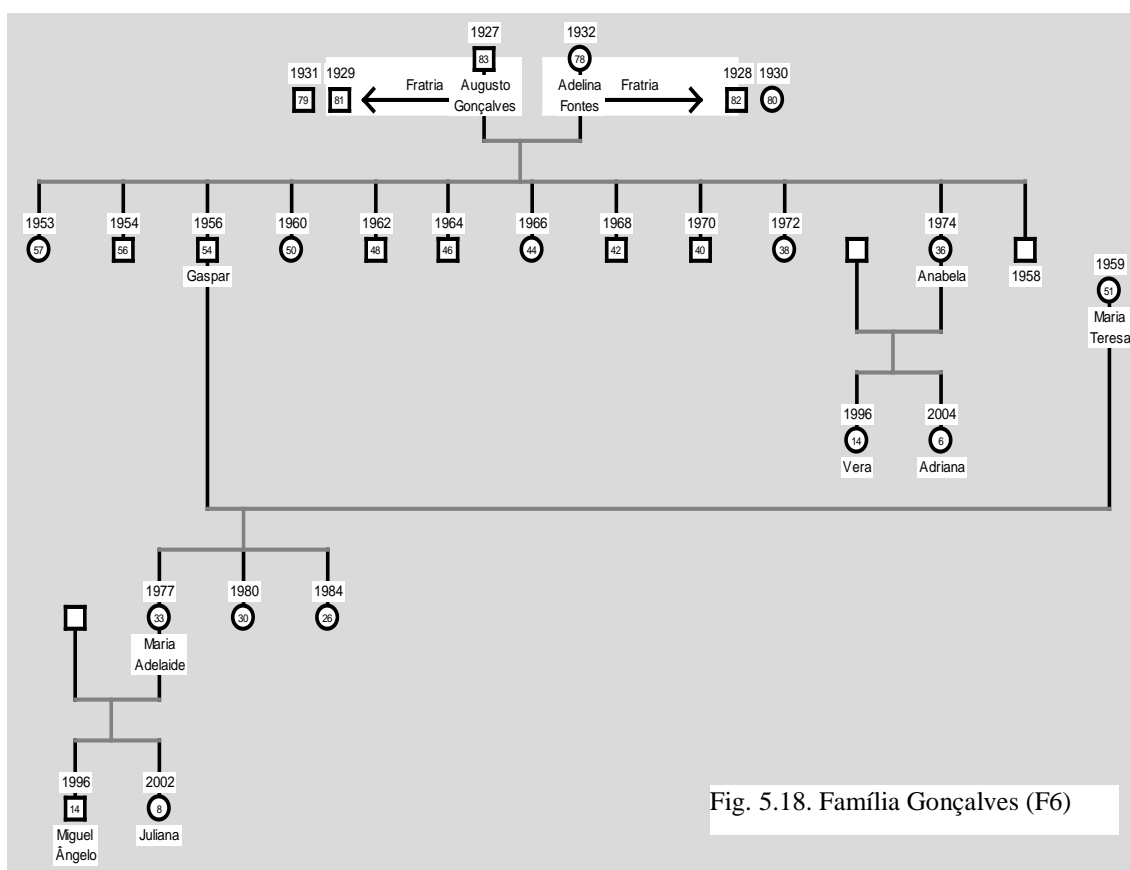 1927
1932
83
78
1931
1929
Fratria
Augusto
Gonçalves
Adelina
Fontes
Fratria
1928
1930
79
81
82
80
1953
1954
1956
1960
1962
1964
1966
1968
1970
1972
1974
57
56
54
50
48
46
44
42
40
38
36
Gaspar
Anabela
1958
1959
51
Maria
Teresa
1996
2004
14
6
Vera
Adriana
1977
1980
1984
33
30
26
Maria
Adelaide
1996
2002
14
8
Miguel
Ângelo
Juliana
Fig. 5.18. Família Gonçalves (F6)